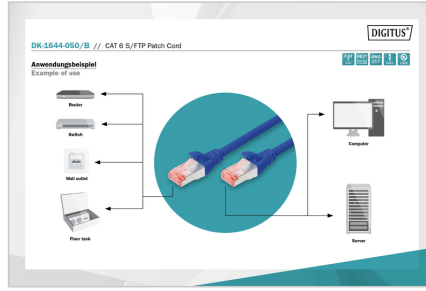 DIGITUS®
DK-1644-050/B // CAT 6 S/FTP Patch Cord
Anwendungsbeispiel
Example of use
Router
Switch
Wall outlet
Floor tank
Computer
Server